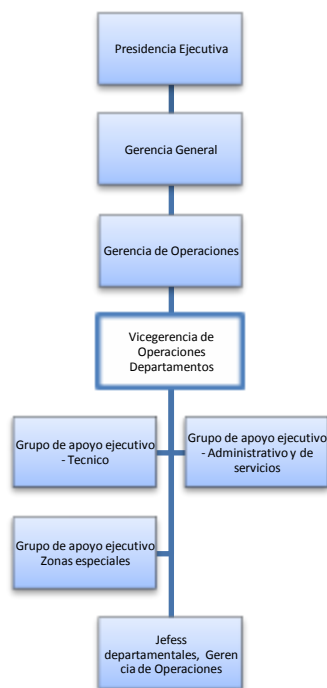 Presidencia Ejecutiva
Gerencia General
Gerencia de Operaciones
Vicegerencia de
Operaciones
Departamentos
Grupo de apoyo ejecutivo
- Tecnico
Grupo de apoyo ejecutivo
- Administrativo y de
servicios
Grupo de apoyo ejecutivo
Zonas especiales
Jefess
departamentales, Geren
cia de Operaciones